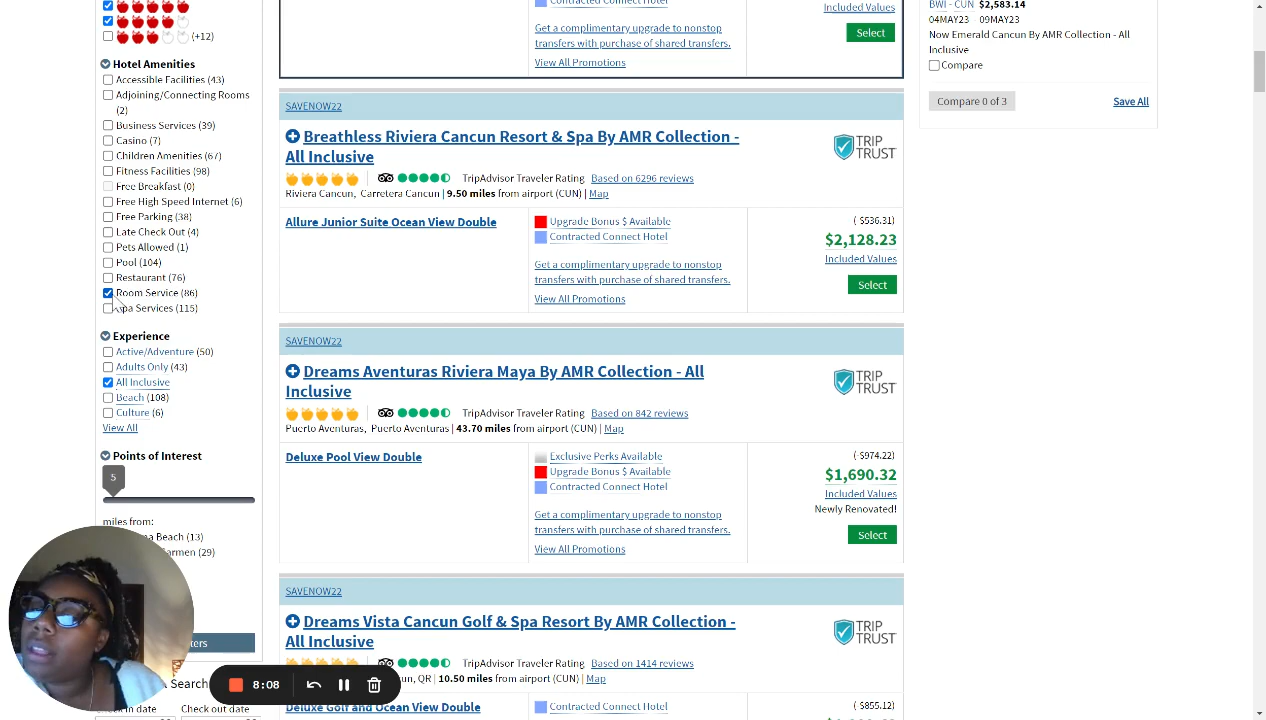 (+12)
Hotel Amenities
Accessible Facilities (43)
Adjoining/Connecting Rooms
(2)
Business Services (39)
Casino (7)
Children Amenities (67)
Fitness Facilities (98)
Free Breakfast (0)
Free High Speed Internet (6)
Free Parking (38)
Late Check Out (4)
Pets Allowed (1)
Pool (104)
Restaurant (76)
Room Service (86)
Spa Services (115)
Experience
Active/Adventure (50)
Adults Only (43)
All Inclusive
Beach (108)
Culture (6)
View All
Points of Interest
5
miles from:
Beach (13)
(29)
Check in date
Check out date
8:08
Contracted Connect Hotel
Get a complimentary upgrade to nonstop
transfers with purchase of shared transfers.
View All Promotions
Included Values
Select
SAVENOW22
Breathless Riviera Cancun Resort & Spa By AMR Collection -
All Inclusive
TRIP
TRUST
TripAdvisor Traveler Rating Based on 6296 reviews
Riviera Cancun, Carretera Cancun | 9.50 miles from airport (CUN) | Map
Allure Junior Suite Ocean View Double
Upgrade Bonus $ Available
Contracted Connect Hotel
Get a complimentary upgrade to nonstop
transfers with purchase of shared transfers.
View All Promotions
(-$536.31)
$2,128.23
Included Values
Select
SAVENOW22
Dreams Aventuras Riviera Maya By AMR Collection - All
Inclusive
TRIP
TRUST
TripAdvisor Traveler Rating Based on 842 reviews
Puerto Aventuras, Puerto Aventuras | 43.70 miles from airport (CUN) | Map
Deluxe Pool View Double
Exclusive Perks Available
Upgrade Bonus $ Available
Contracted Connect Hotel
Get a complimentary upgrade to nonstop
transfers with purchase of shared transfers.
View All Promotions
(-$974.22)
$1,690.32
Included Values
Newly Renovated!
Select
SAVENOW22
Dreams Vista Cancun Golf & Spa Resort By AMR Collection -
All Inclusive
TRIP
TRUST
TripAdvisor Traveler Rating Based on 1414 reviews
QR | 10.50 miles from airport (CUN) | Map
Deluxe Golf and Ocean View Double
Contracted Connect Hotel
(-$855.12)
BWI - CUN $2,583.14
04MAY23 09MAY23
Now Emerald Cancun By AMR Collection - All
Inclusive
Compare
Compare 0 of 3
Save All